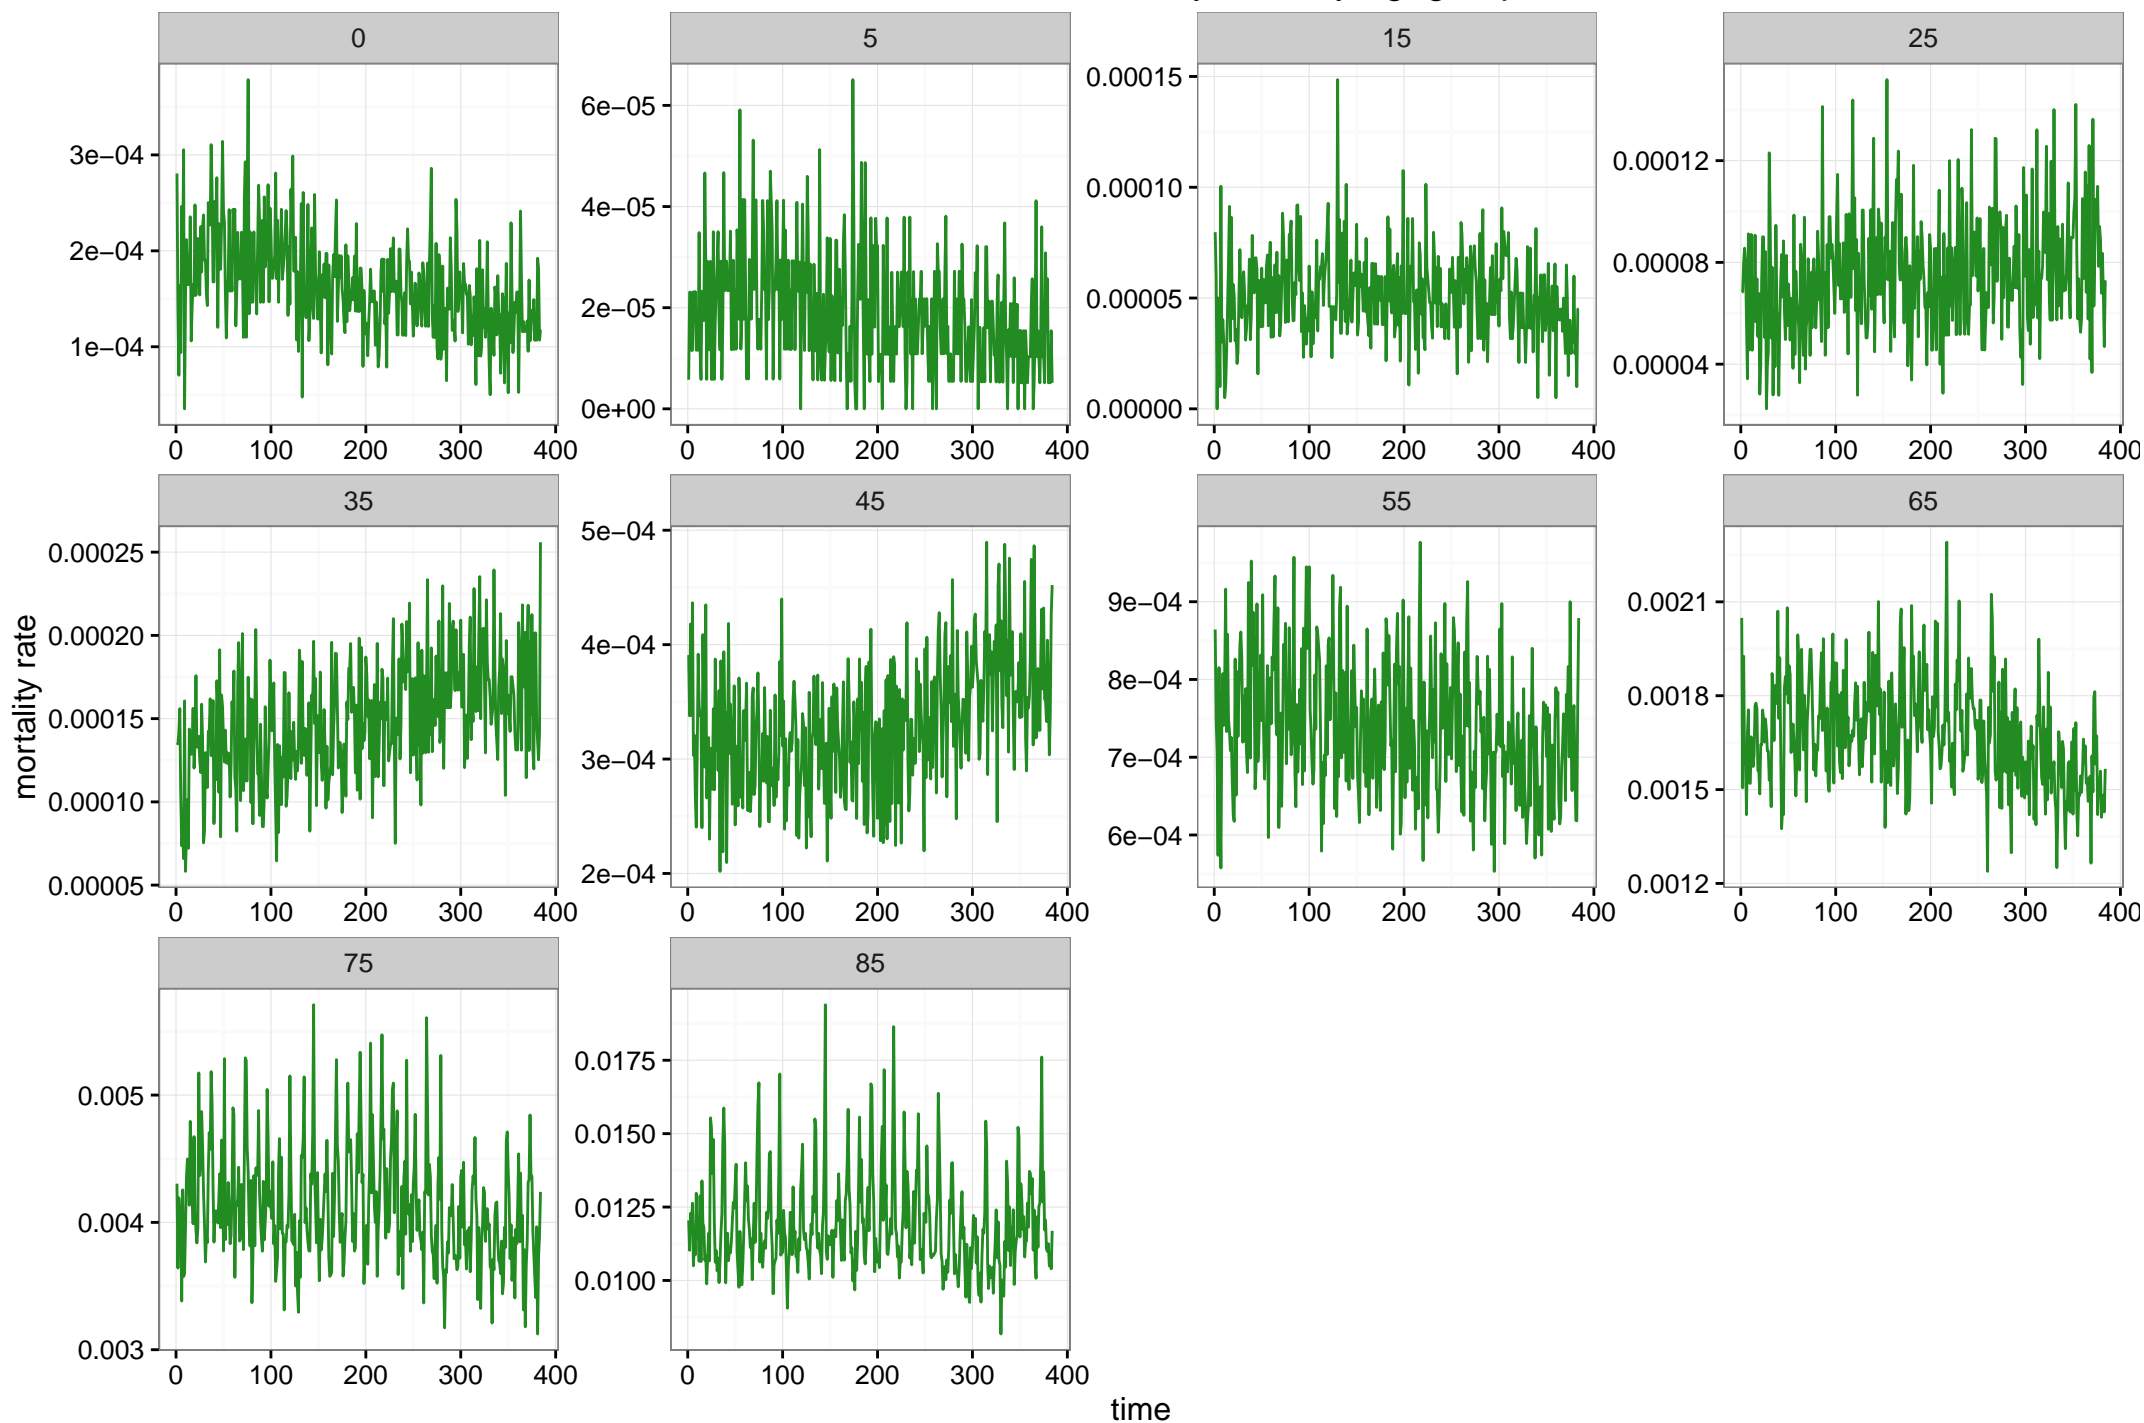 0 5 15 25
3e−04
2e−04
1e−04
0 100 200 300 400
6e−05
4e−05
2e−05
0e+00
0 100 200 300 400
0.00015
0.00010
0.00005
0.00000
0 100 200 300 400
0.00012
0.00008
0.00004
0 100 200 300 400
35 45 55 65
0.00025
0.00020
0.00015
0.00010
0.00005
0 100 200 300 400
5e−04
4e−04
3e−04
2e−04
0 100 200 300 400
9e−04
8e−04
7e−04
6e−04
0 100 200 300 400
0.0021
0.0018
0.0015
0.0012
0 100 200 300 400
75 85
0.005
0.004
0.003
0 100 200 300 400
0.0175
0.0150
0.0125
0.0100
0 100 200 300 400
mortality rate
time